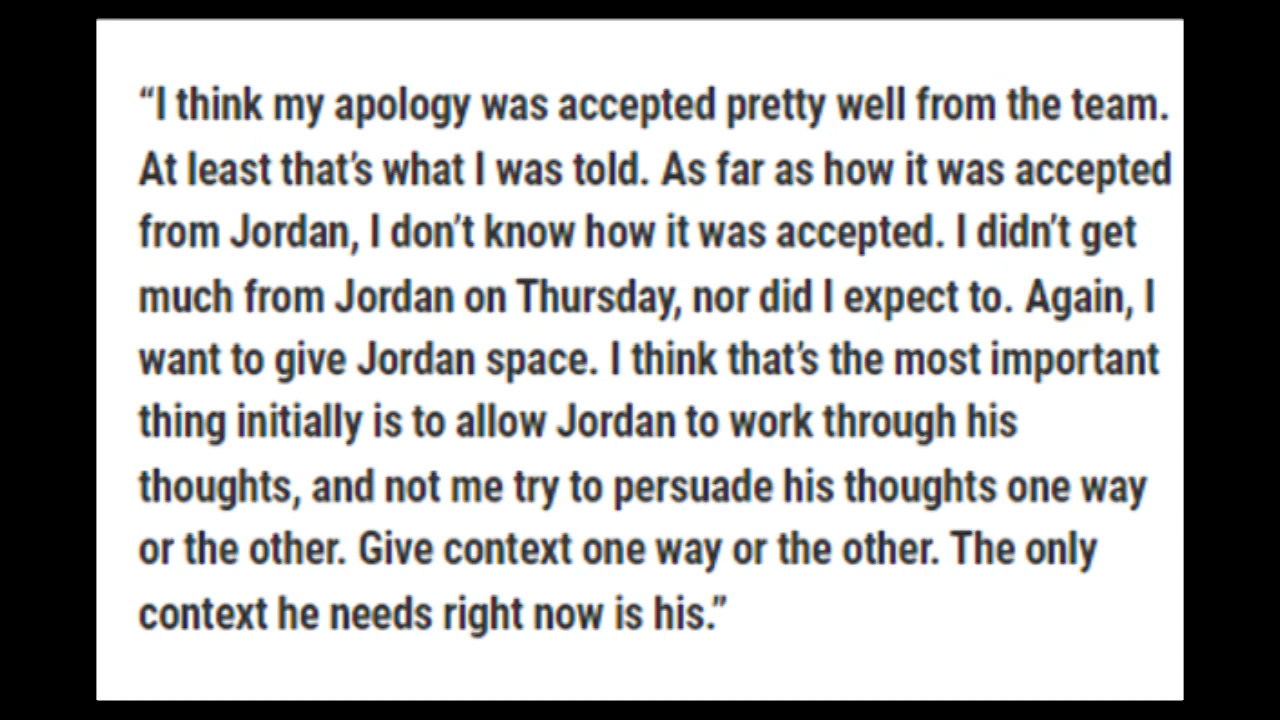 “I think my apology was accepted pretty well from the team.
At least that’s what I was told. As far as how it was accepted
from Jordan, I don’t know how it was accepted. I didn’t get
much from Jordan on Thursday, nor did I expect to. Again, I
want to give Jordan space. I think that’s the most important
thing initially is to allow Jordan to work through his
thoughts, and not me try to persuade his thoughts one way
or the other. Give context one way or the other. The only
context he needs right now is his.”